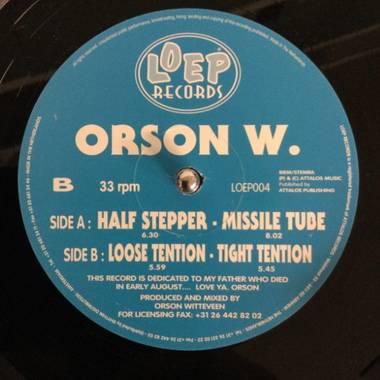 LOEP
RECORDS
ORSON W.
B
33 rpm
LOEP004
BIEM/STEMRA
(P) & (C) ATTALOS MUSIC
Published by
ATTALOS PUBLISHING
SIDE A : HALF STEPPER - MISSILE TUBE
6.30 8.02
SIDE B : LOOSE TENTION - TIGHT TENTION
5.59 5.45
THIS RECORD IS DEDICATED TO MY FATHER WHO DIED
IN EARLY AUGUST.... LOVE YA. ORSON
PRODUCED AND MIXED BY
ORSON WITTEVEEN
FOR LICENSING FAX: +31 26 442 82 02